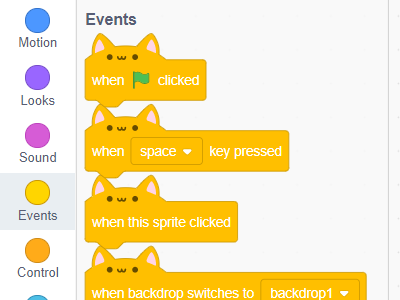 Motion
Looks
Sound
Events
Control
Events
when clicked
when space key pressed
when this sprite clicked
when backdrop switches to backdrop1